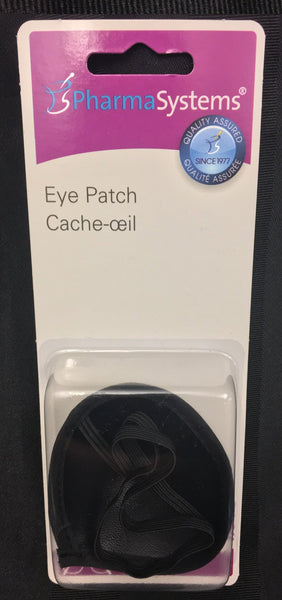 PharmaSystems®
QUALITY ASSURED
SINCE 1977
QUALITÉ ASSURÉE
Eye Patch
Cache-œil